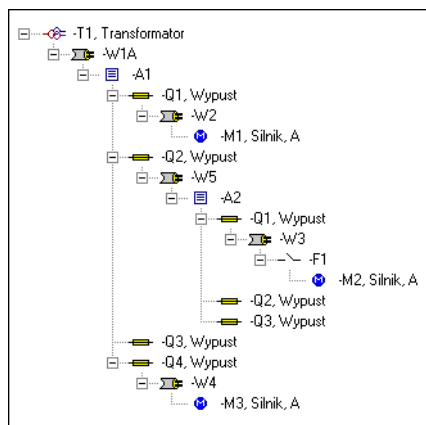 -T1, Transformator
-W1A
-A1
-Q1, Wypust
-W2
M -M1, Silnik, A
-Q2, Wypust
-W5
-A2
-Q1, Wypust
-W3
-F1
M -M2, Silnik, A
-Q2, Wypust
-Q3, Wypust
-Q3, Wypust
-Q4, Wypust
-W4
M -M3, Silnik, A